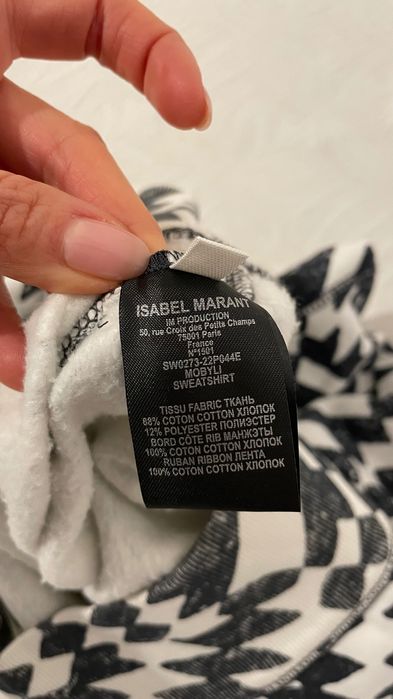 ISABEL MARANT
IM PRODUCTION
50, rue Croix des Petits Champs
75001 Paris
France
N°1501
SW0273-22P044E
MOBYLI
SWEATSHIRT
TISSU FABRIC ТКАНЬ
88% COTON COTTON ХЛОПОК
12% POLYESTER ПОЛИЭСТЕР
BORD CÔTE RIB МАНЖЕТЫ
100% COTON COTTON ХЛОПОК
RUBAN RIBBON ЛЕНТА
100% COTON COTTON ХЛОПОК